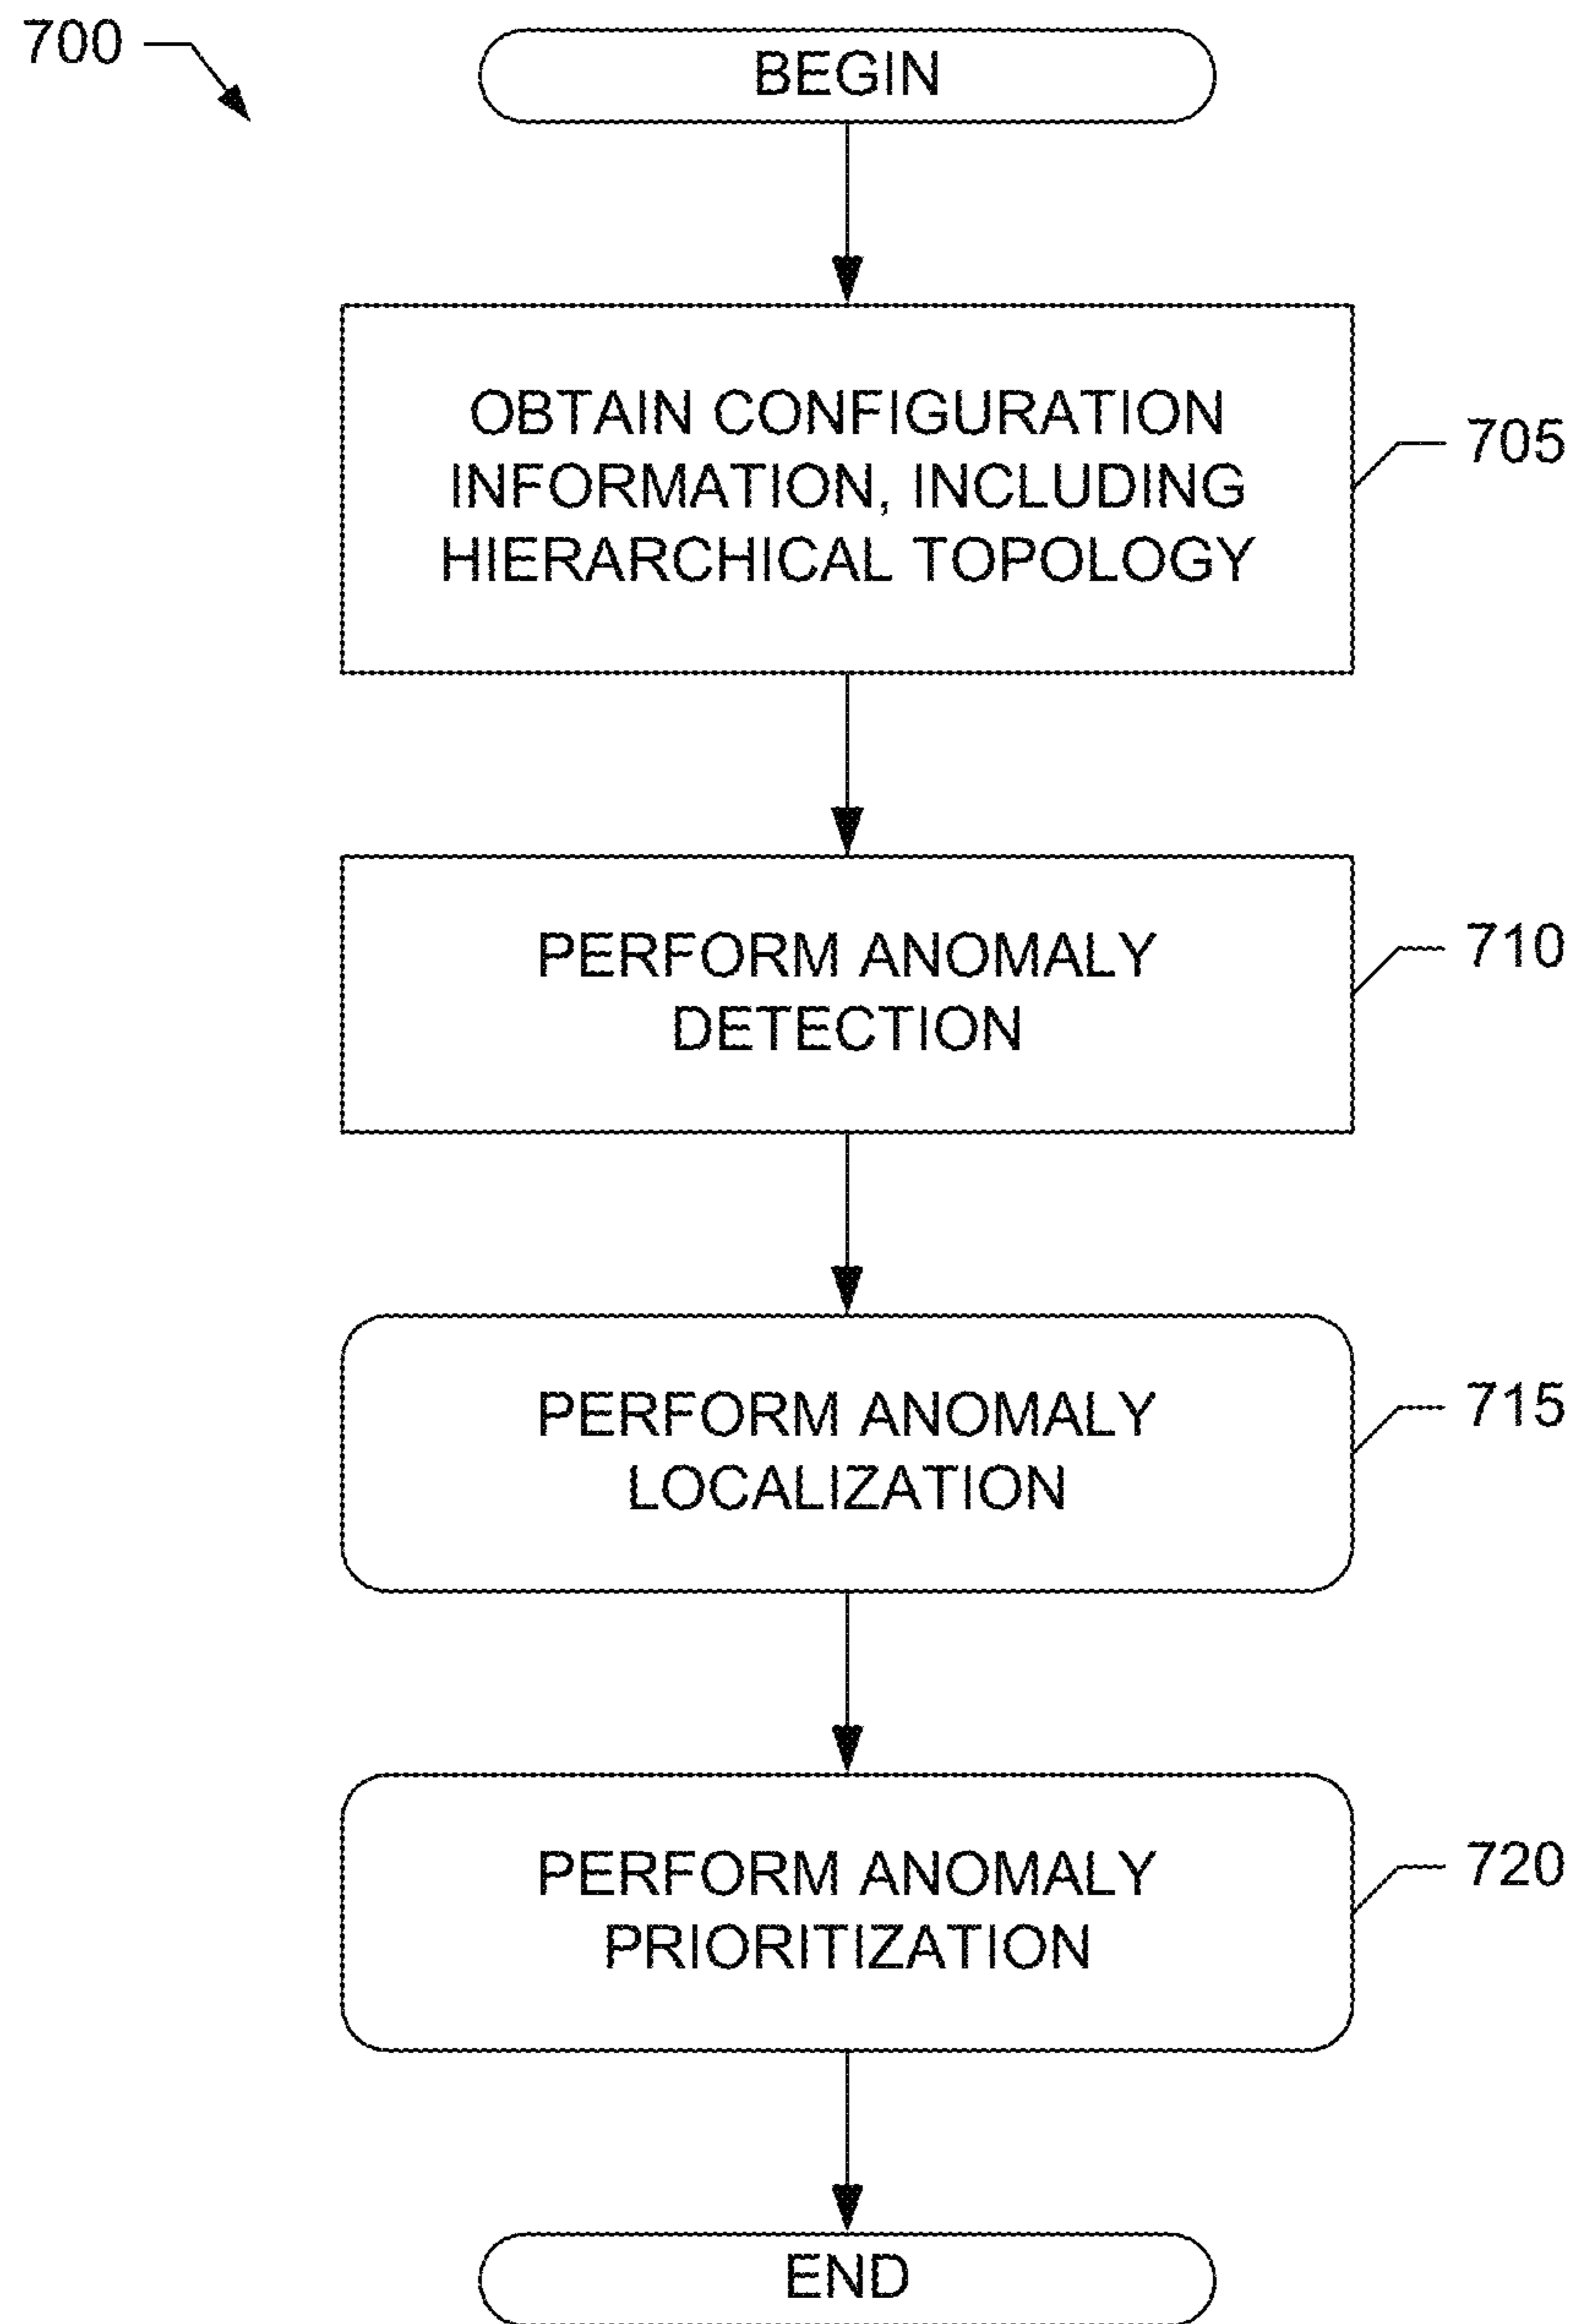 700
BEGIN
OBTAIN CONFIGURATION
INFORMATION, INCLUDING
HIERARCHICAL TOPOLOGY
705
PERFORM ANOMALY
DETECTION
710
PERFORM ANOMALY
LOCALIZATION
715
PERFORM ANOMALY
PRIORITIZATION
720
END